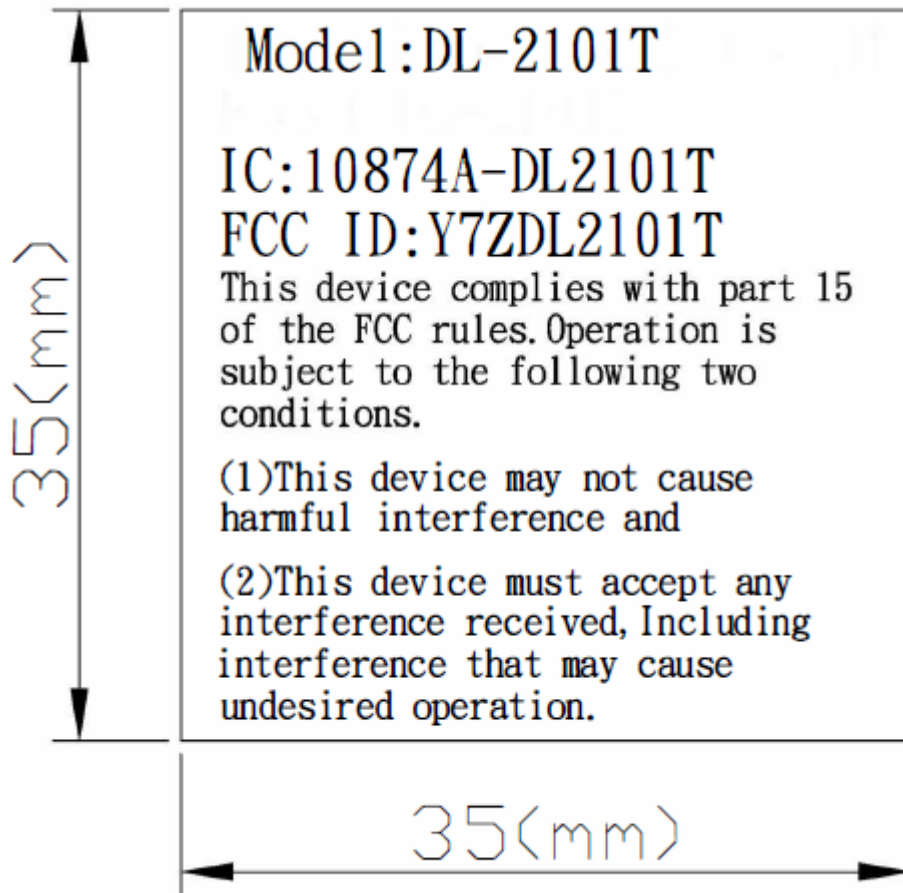 Model:DL-2101T
IC:10874A-DL2101T
FCC ID:Y7ZDL2101T
This device complies with part 15
of the FCC rules.Operation is
subject to the following two
conditions.
(1)This device may not cause
harmful interference and
(2)This device must accept any
interference received,Including
interference that may cause
undesired operation.
35(mm)
35(mm)